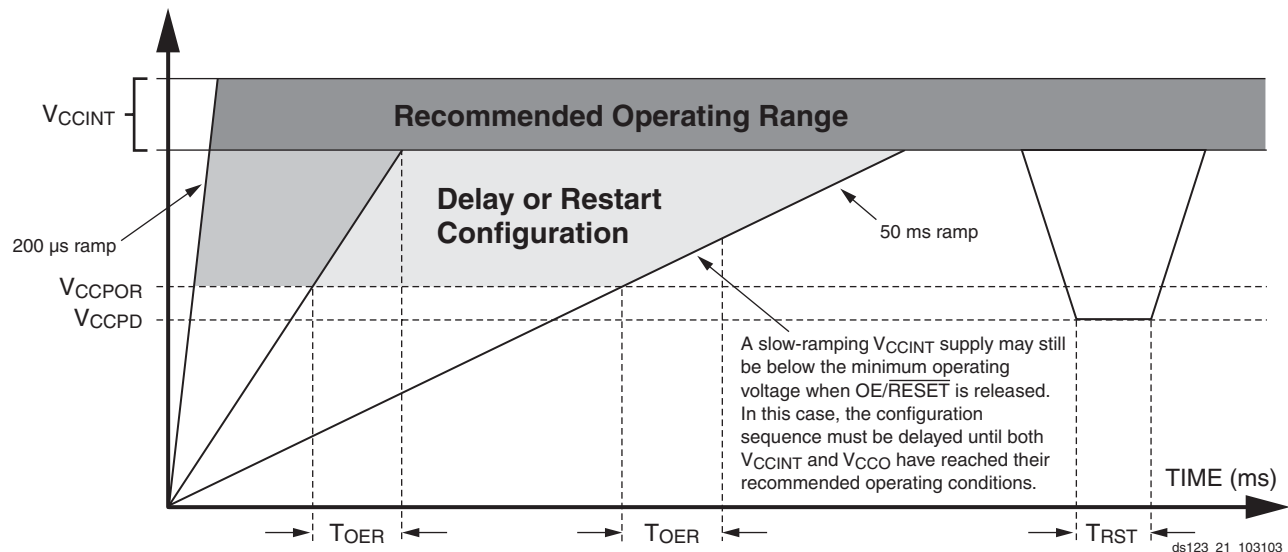 VCCINT
Recommended Operating Range
Delay or Restart
Configuration
200 µs ramp
50 ms ramp
VCCPOR
VCCPD
A slow-ramping VCCINT supply may still
be below the minimum operating
voltage when OE/RESET is released.
In this case, the configuration
sequence must be delayed until both
VCCINT and VCCO have reached their
recommended operating conditions.
TIME (ms)
TOER
TOER
TRST
ds123_21_103103